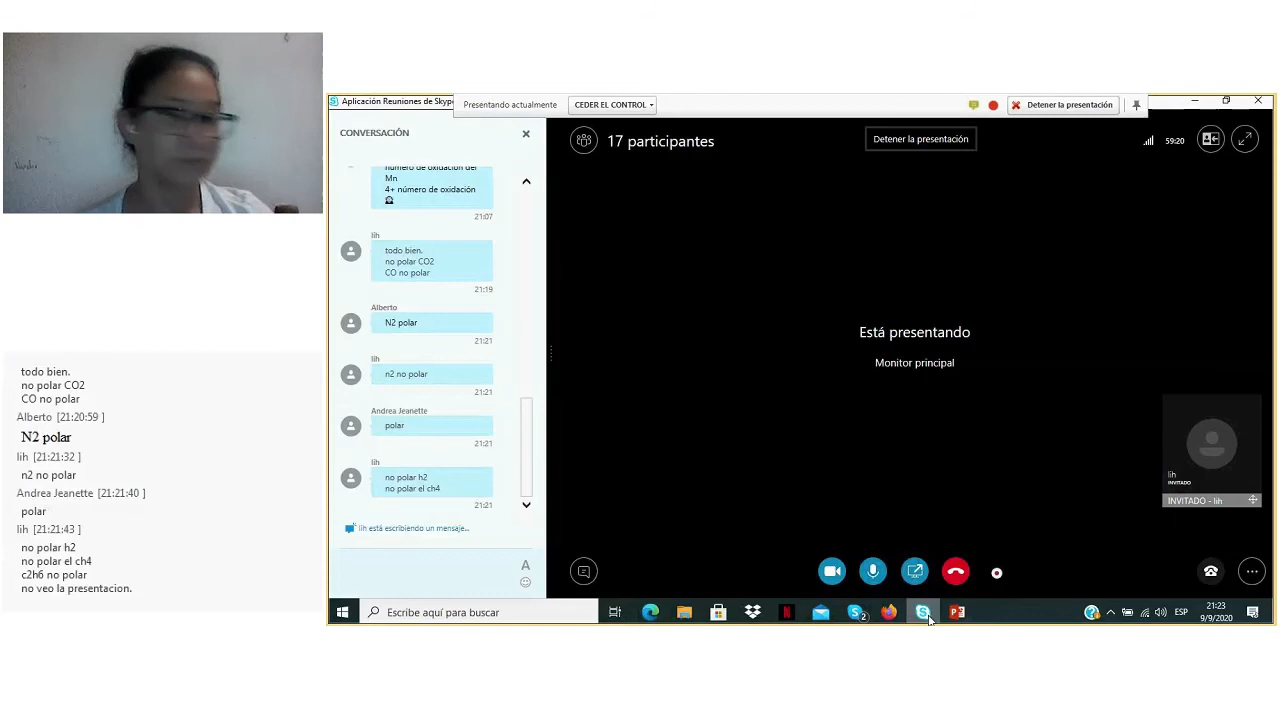 Aplicación Reuniones de Skyp
Presentando actualmente
CEDER EL CONTROL
Detener la presentación
CONVERSACIÓN
17 participantes
Detener la presentación
59:20
número de oxidación del
Mn
4+ número de oxidación
21:07
lih
todo bien.
no polar CO2
CO no polar
21:19
Alberto
N2 polar
21:21
lih
n2 no polar
21:21
Andrea Jeanette
polar
21:21
lih
no polar h2
no polar el ch4
21:21
lih está escribiendo un mensaje...
A
Está presentando
Monitor principal
lih
INVITADO
INVITADO - lih
todo bien.
no polar CO2
CO no polar
Alberto [21:20:59 ]
N2 polar
lih [21:21:32 ]
n2 no polar
Andrea Jeanette [21:21:40 ]
polar
lih [21:21:43 ]
no polar h2
no polar el ch4
c2h6 no polar
no veo la presentacion.
Escribe aquí para buscar
2
ESP
21:23
9/9/2020